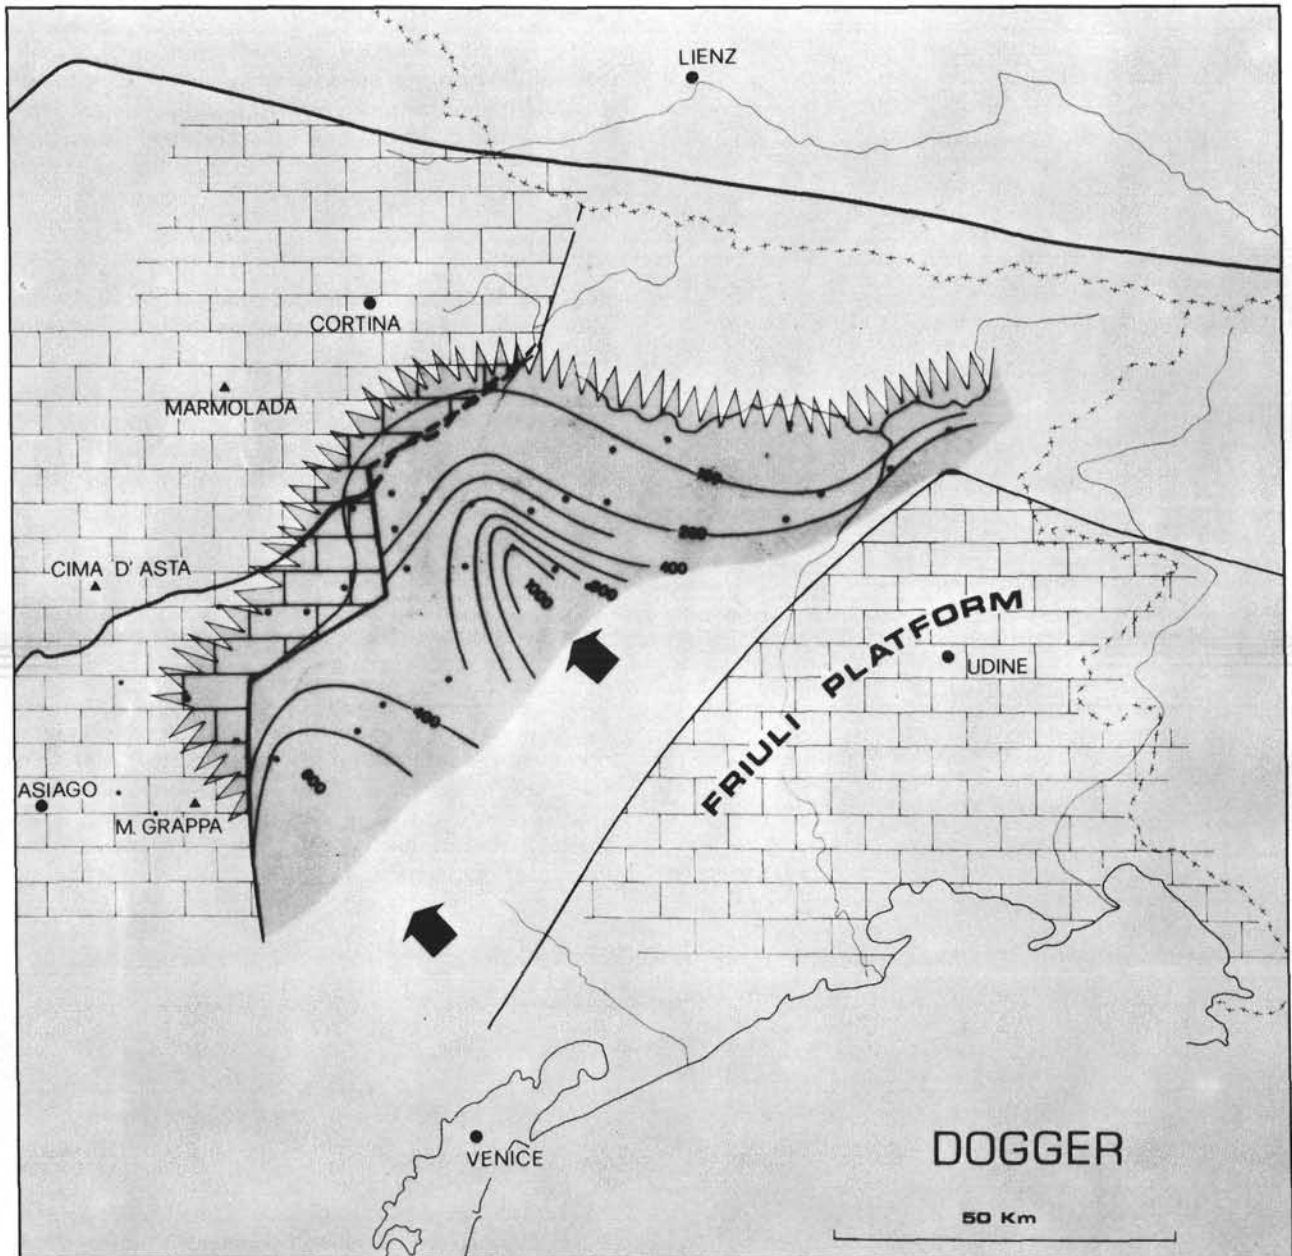 LIENZ
CORTINA
MARMOLADA
CIMA D' ASTA
100
200
400
800
1000
UDINE
FRIULI PLATFORM
400
600
ASIAGO
M. GRAPPA
VENICE
DOGGER
50 Km